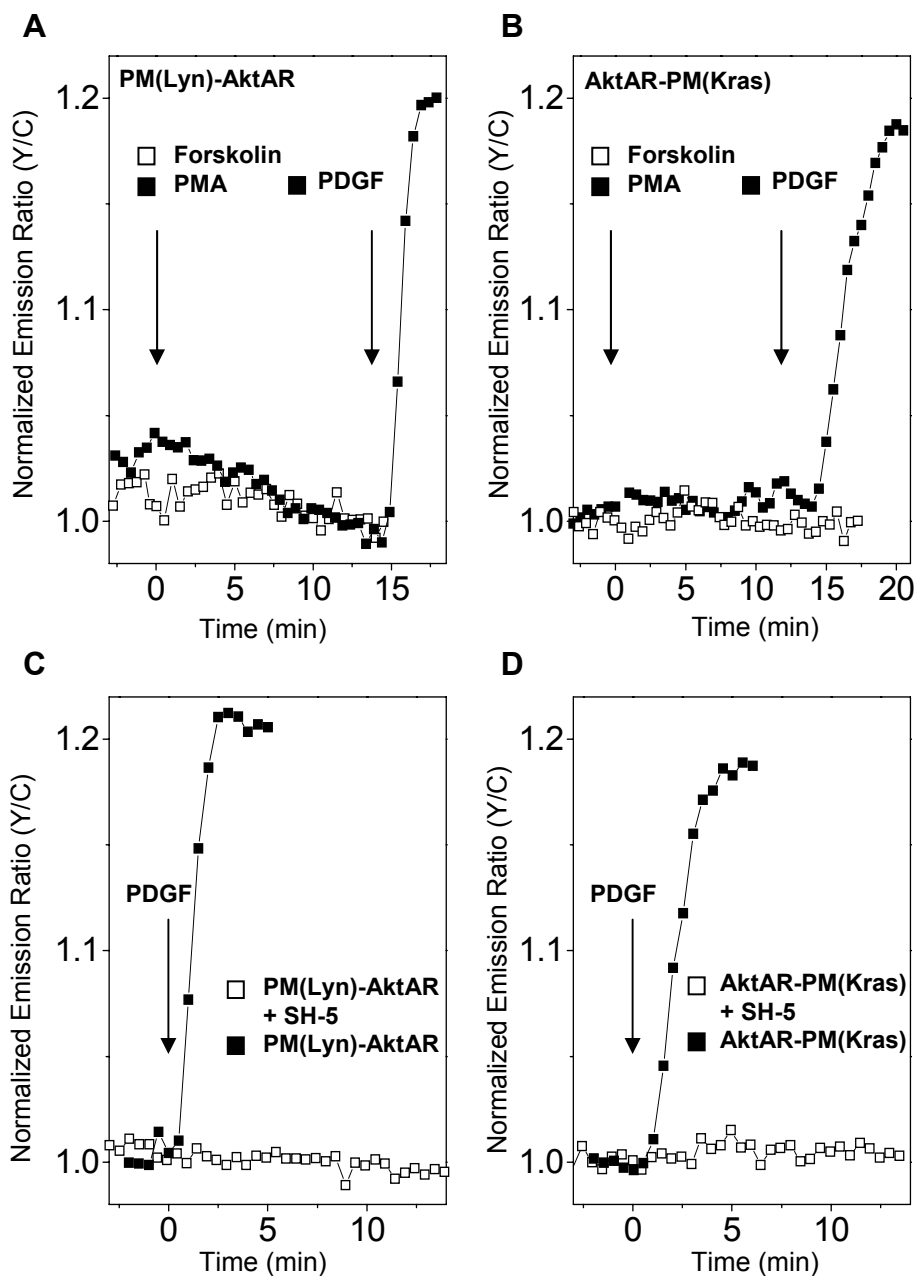 A
Normalized Emission Ratio (Y/C)
1.2
1.1
1.0
PM(Lyn)-AktAR
Forskolin
PMA
PDGF
0 5 10 15
Time (min)
B
Normalized Emission Ratio (Y/C)
1.2
1.1
1.0
AktAR-PM(Kras)
Forskolin
PMA
PDGF
0 5 10 15 20
Time (min)
C
Normalized Emission Ratio (Y/C)
1.2
1.1
1.0
PDGF
PM(Lyn)-AktAR
+ SH-5
PM(Lyn)-AktAR
0 5 10
Time (min)
D
Normalized Emission Ratio (Y/C)
1.2
1.1
1.0
PDGF
AktAR-PM(Kras)
+ SH-5
AktAR-PM(Kras)
0 5 10
Time (min)